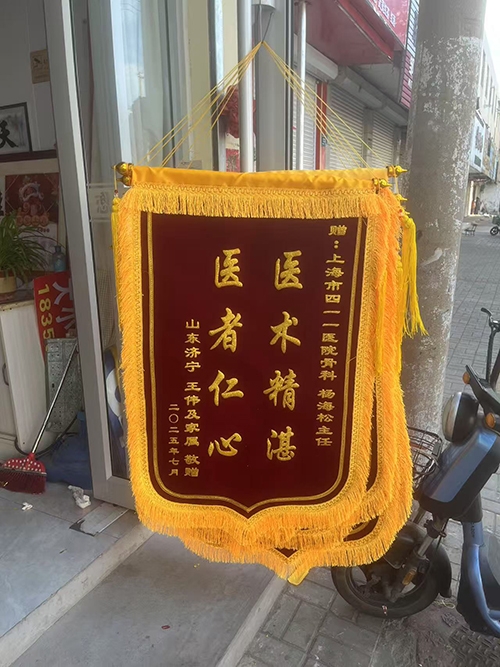 赠：上海市四一一医院骨科 杨海松主任
医术精湛
医者仁心
山东济宁 王伟及家属 敬赠
二〇二五年七月
1835